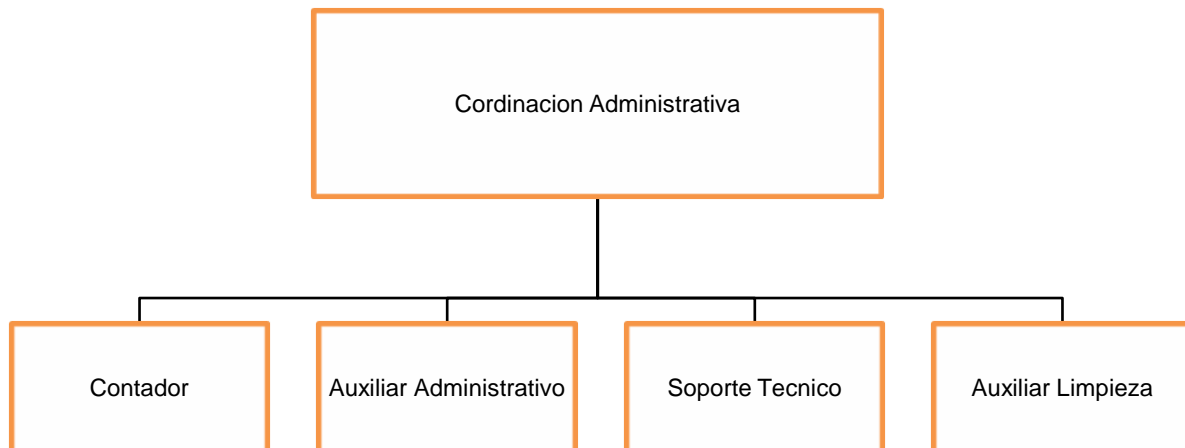 Cordinacion Administrativa
Contador
Auxiliar Administrativo
Soporte Tecnico
Auxiliar Limpieza